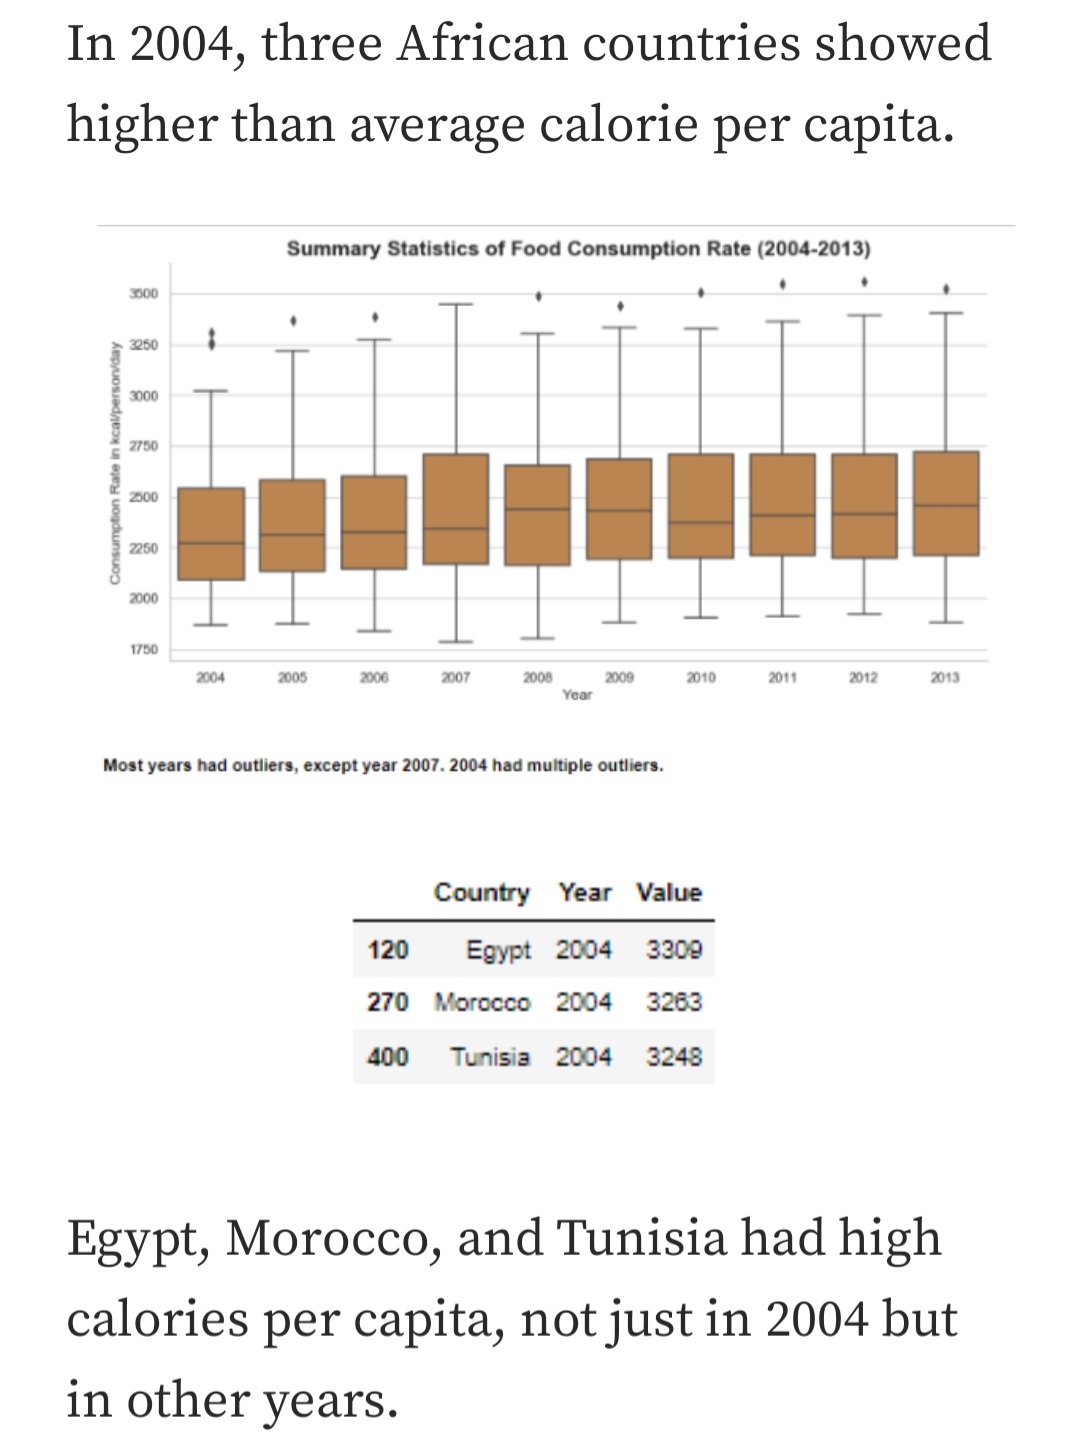 In 2004, three African countries showed
higher than average calorie per capita.
Summary Statistics of Food Consumption Rate (2004-2013)
Consumption Rate in kcal/person/day
3500
3250
3000
2750
2500
2250
2000
1750
2004 2005 2006 2007 2008 2009 2010 2011 2012 2013
Year
Most years had outliers, except year 2007. 2004 had multiple outliers.
Country Year Value
120 Egypt 2004 3309
270 Morocco 2004 3263
400 Tunisia 2004 3248
Egypt, Morocco, and Tunisia had high
calories per capita, not just in 2004 but
in other years.